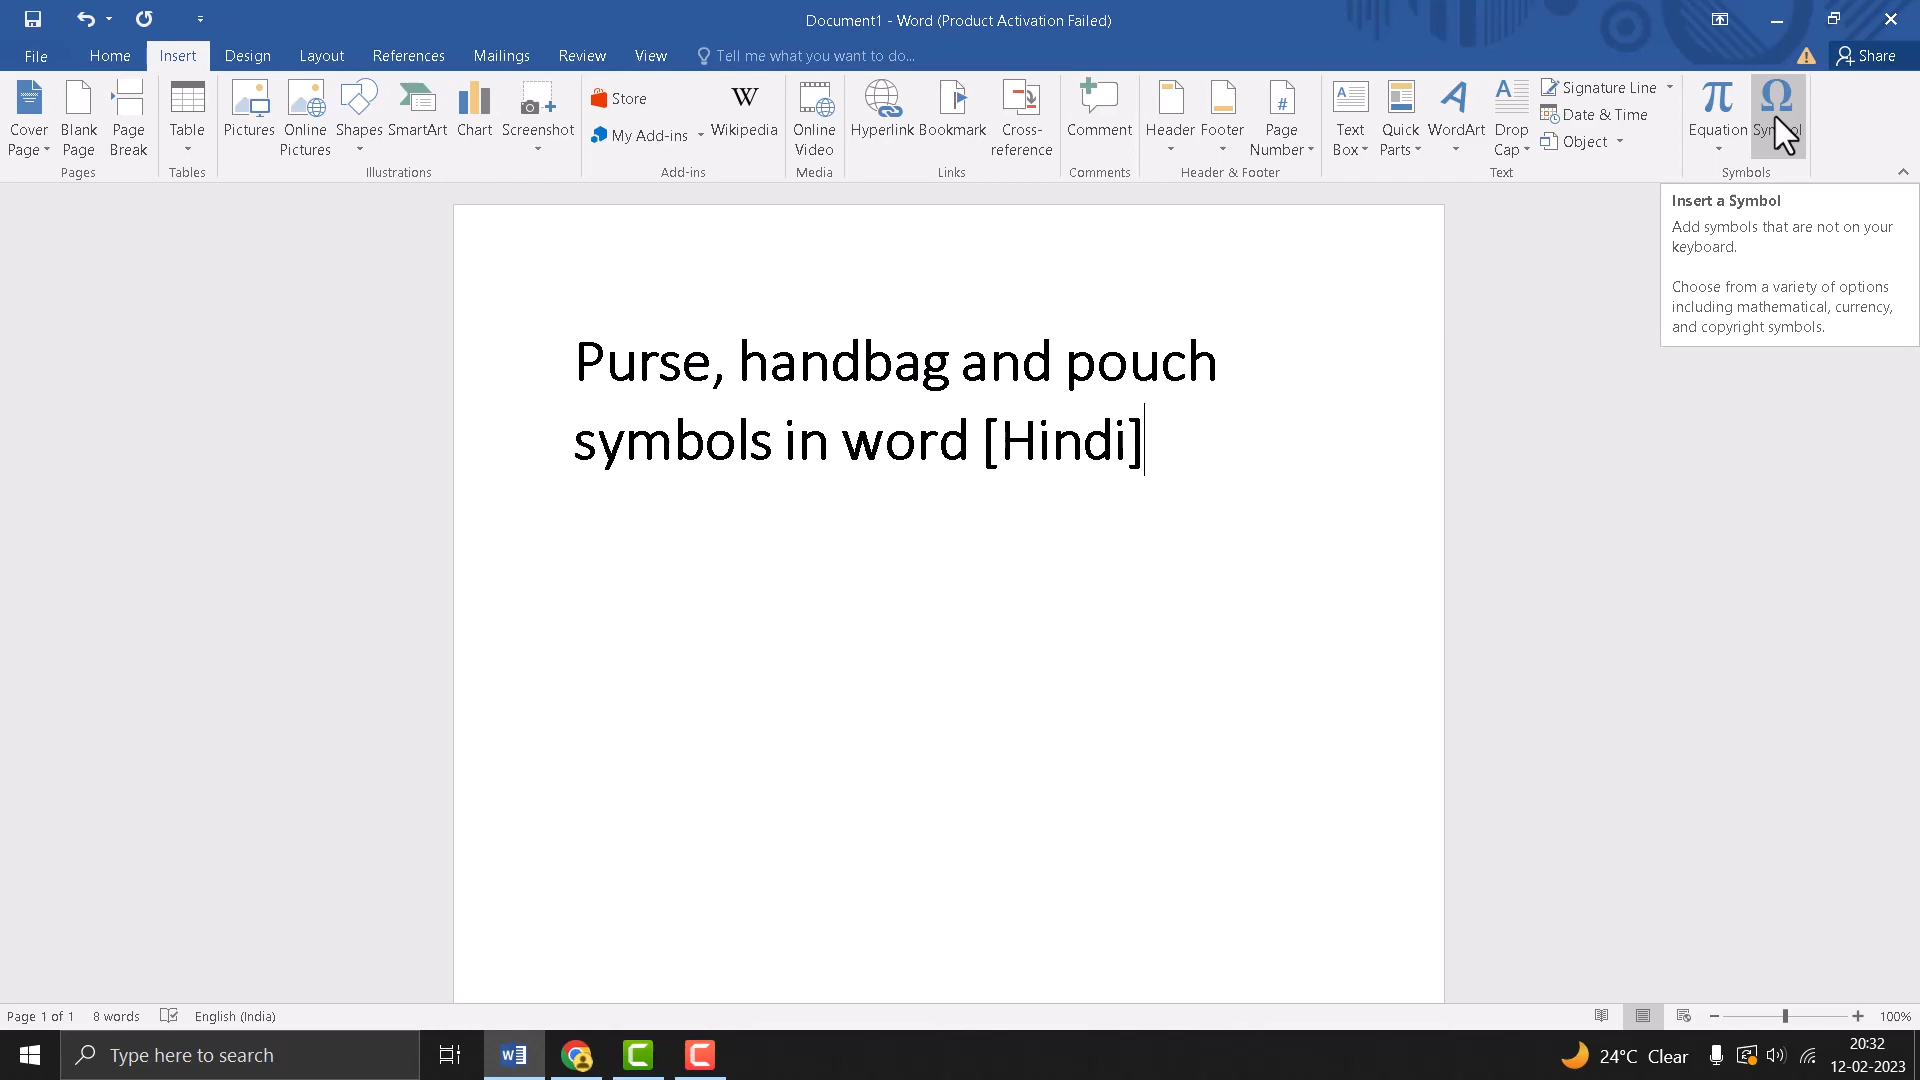 Document1 - Word (Product Activation Failed)
File Home Insert Design Layout References Mailings Review View Tell me what you want to do... Share
Cover Page
Blank Page
Page Break
Pages
Table
Tables
Pictures
Online Pictures
Shapes
SmartArt
Chart
Screenshot
Illustrations
Store
My Add-ins
W
Wikipedia
Add-ins
Online Video
Media
Hyperlink
Bookmark
Cross-reference
Links
Comment
Comments
Header
Footer
#
Page Number
Header & Footer
A
Text Box
Quick Parts
A
WordArt
A
Drop Cap
Signature Line
Date & Time
Object
Text
π
Equation
Ω
Symbol
Symbols
Insert a Symbol
Add symbols that are not on your
keyboard.
Choose from a variety of options
including mathematical, currency,
and copyright symbols.
Purse, handbag and pouch
symbols in word [Hindi]
Page 1 of 1 8 words English (India) 100%
Type here to search
24°C Clear
20:32
12-02-2023